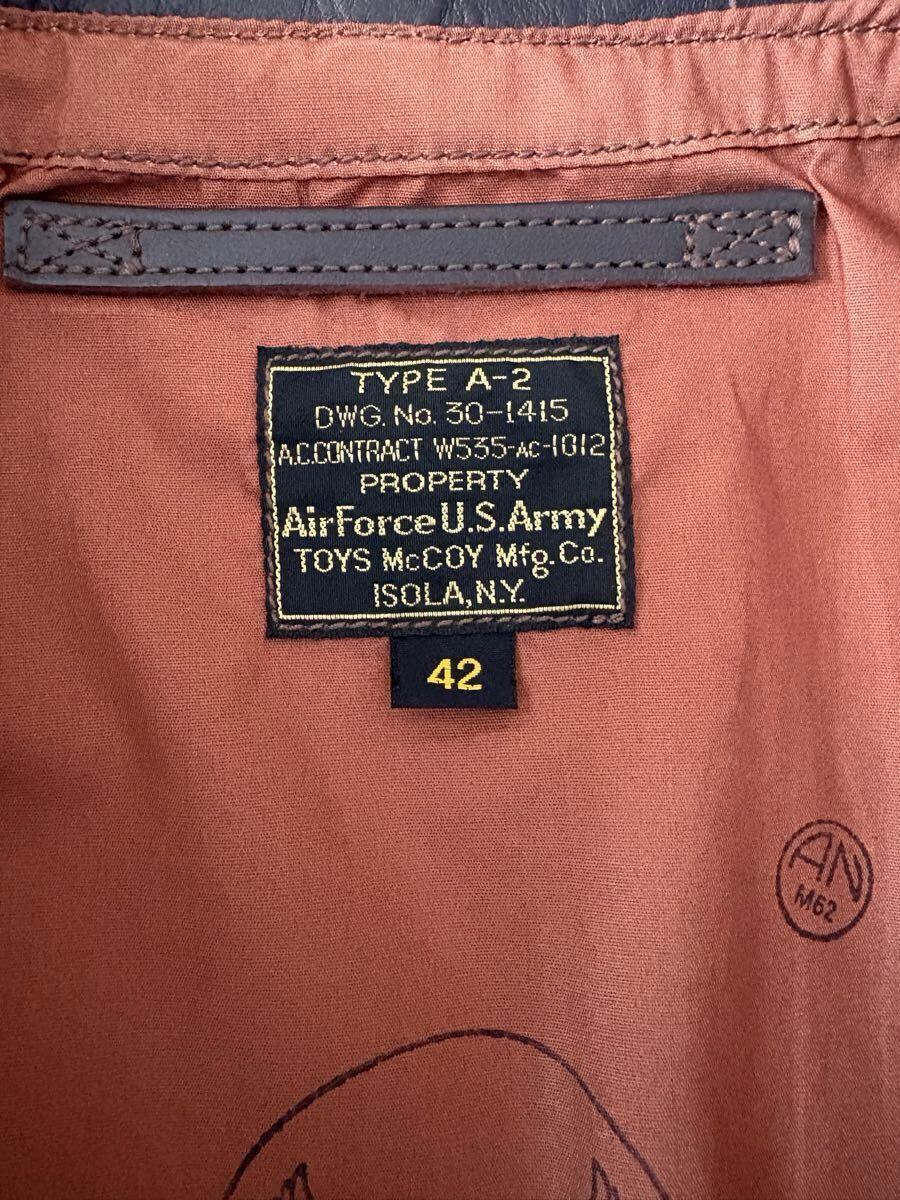 TYPE A-2
DWG. No. 30-1415
A.C.CONTRACT W535-AC-1012
PROPERTY
AirForce U.S.Army
TOYS McCOY Mfg.Co.
ISOLA, N.Y.
42
AN
M62